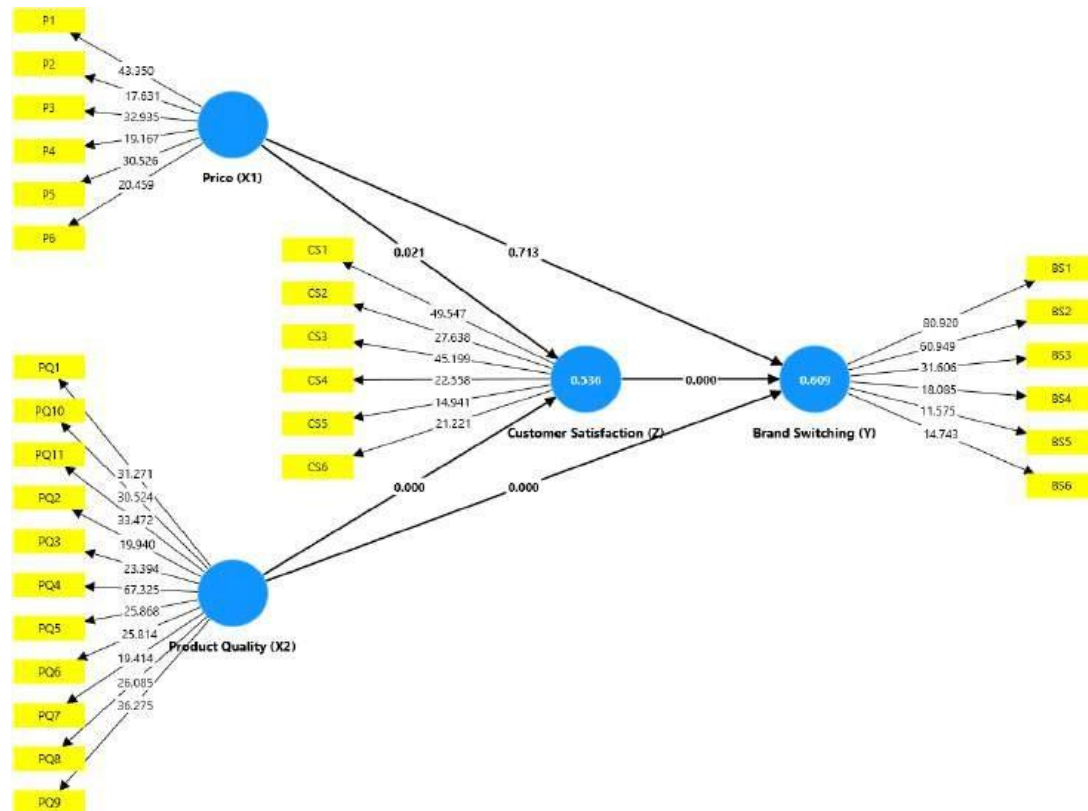 P1
P2
P3
P4
P5
P6
43.350
17.631
32.935
19.167
30.526
20.459
Price (X1)
0.021
0.713
CS1
CS2
CS3
CS4
CS5
CS6
49.547
27.638
45.199
22.558
14.941
21.221
0.536
Customer Satisfaction (Z)
0.000
0.609
Brand Switching (Y)
BS1
BS2
BS3
BS4
BS5
BS6
80.920
60.949
31.606
18.085
11.575
14.743
0.000
0.000
PQ1
PQ10
PQ11
PQ2
PQ3
PQ4
PQ5
PQ6
PQ7
PQ8
PQ9
31.271
30.524
33.472
19.940
23.394
67.325
25.868
25.814
19.414
26.085
36.275
Product Quality (X2)